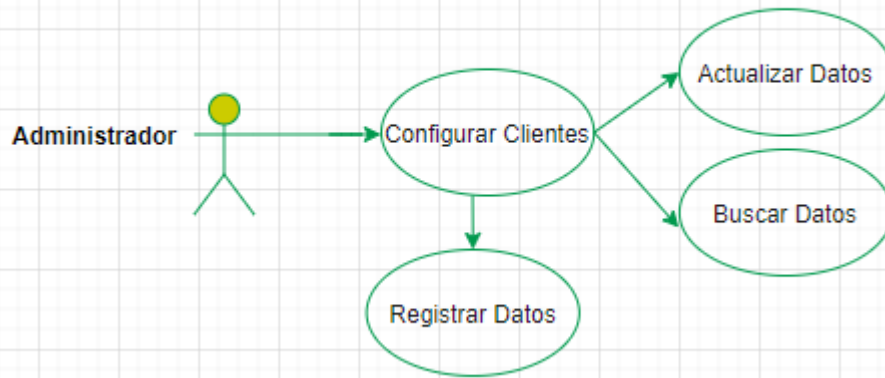 Actualizar Datos
Administrador
Configurar Clientes
Buscar Datos
Registrar Datos